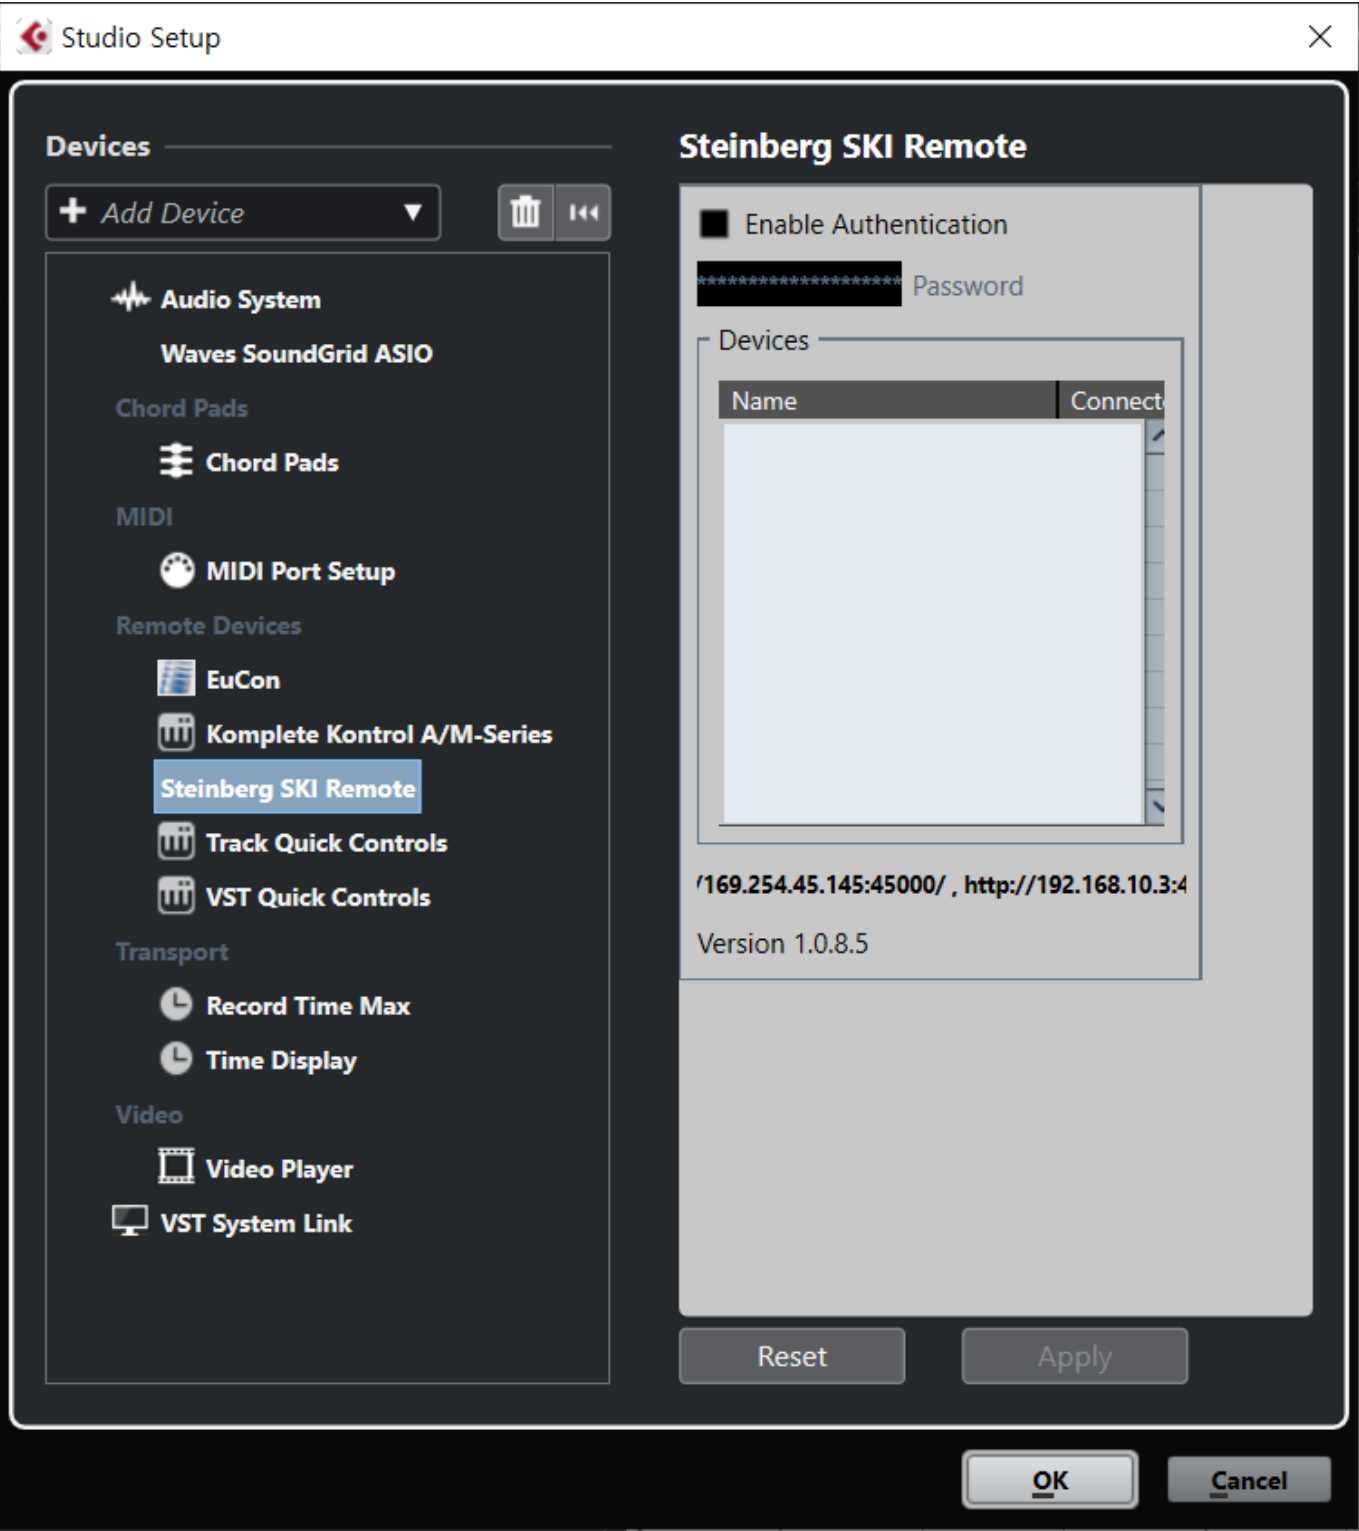 Studio Setup
Devices
Add Device
Audio System
Waves SoundGrid ASIO
Chord Pads
Chord Pads
MIDI
MIDI Port Setup
Remote Devices
EuCon
Komplete Kontrol A/M-Series
Steinberg SKI Remote
Track Quick Controls
VST Quick Controls
Transport
Record Time Max
Time Display
Video
Video Player
VST System Link
Steinberg SKI Remote
Enable Authentication
******************** Password
Devices
Name Connect
/169.254.45.145:45000/ , http://192.168.10.3:4
Version 1.0.8.5
Reset Apply
OK Cancel